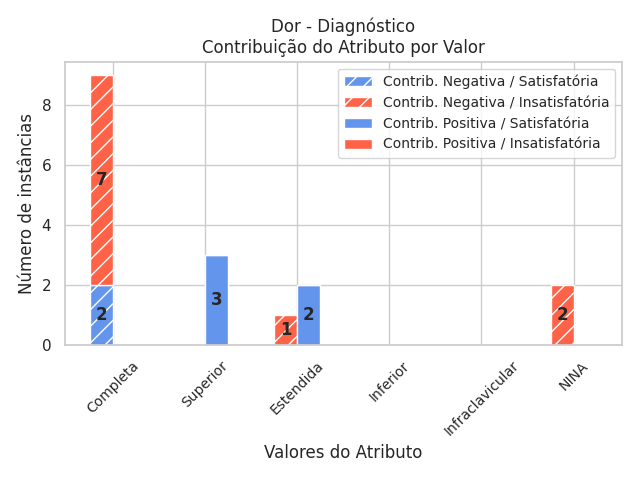 Dor - Diagnóstico
Contribuição do Atributo por Valor
Contrib. Negativa / Satisfatória
Contrib. Negativa / Insatisfatória
Contrib. Positiva / Satisfatória
Contrib. Positiva / Insatisfatória
Número de instâncias
8
6
4
2
0
7
2
3
1
2
2
Completa
Superior
Estendida
Inferior
Infraclavicular
NINA
Valores do Atributo